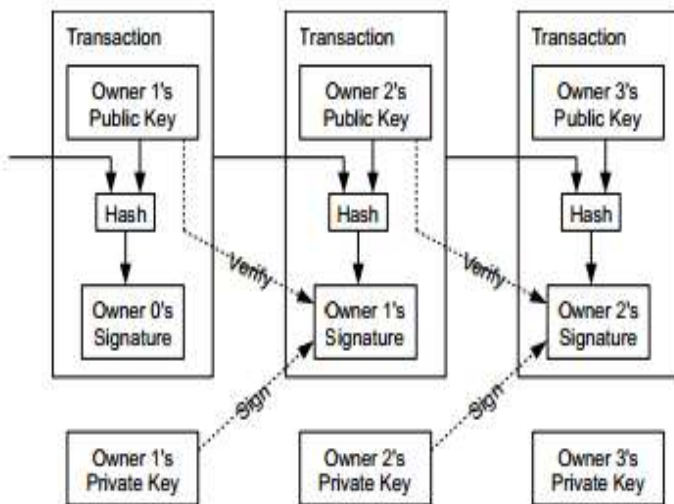 Transaction
Transaction
Transaction
Owner 1's
Public Key
Owner 2's
Public Key
Owner 3's
Public Key
Hash
Hash
Hash
Verify
Verify
Owner 0's
Signature
Owner 1's
Signature
Owner 2's
Signature
Sign
Sign
Owner 1's
Private Key
Owner 2's
Private Key
Owner 3's
Private Key